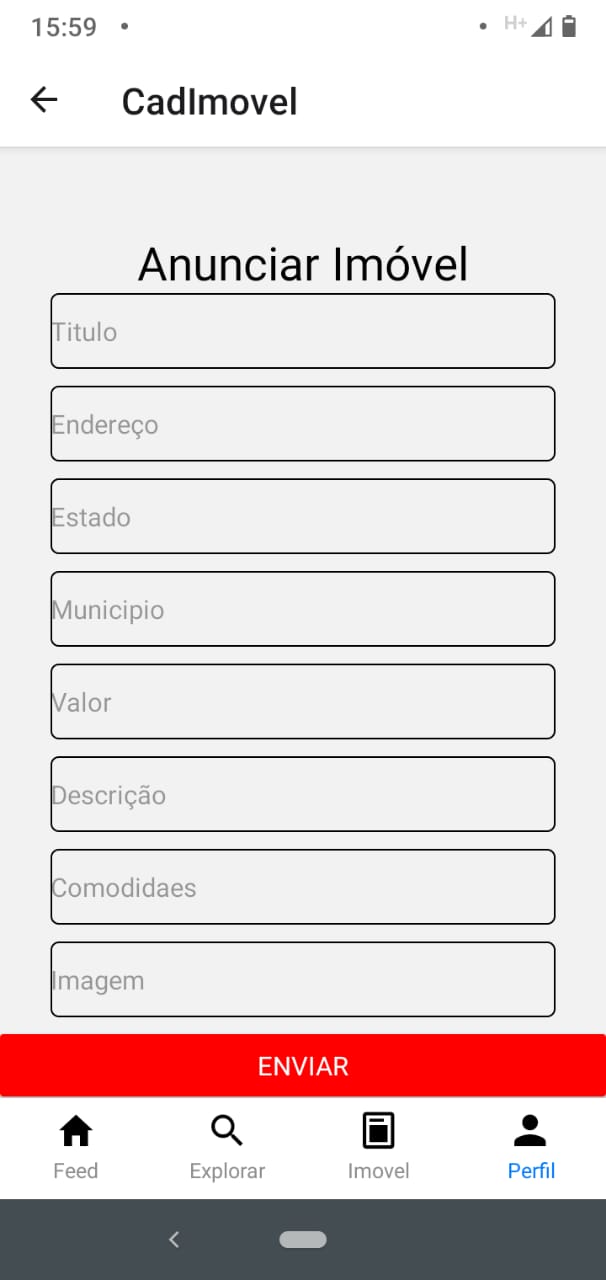 15:59
H+
CadImovel
Anunciar Imóvel
Titulo
Endereço
Estado
Municipio
Valor
Descrição
Comodidaes
Imagem
ENVIAR
Feed Explorar Imovel Perfil